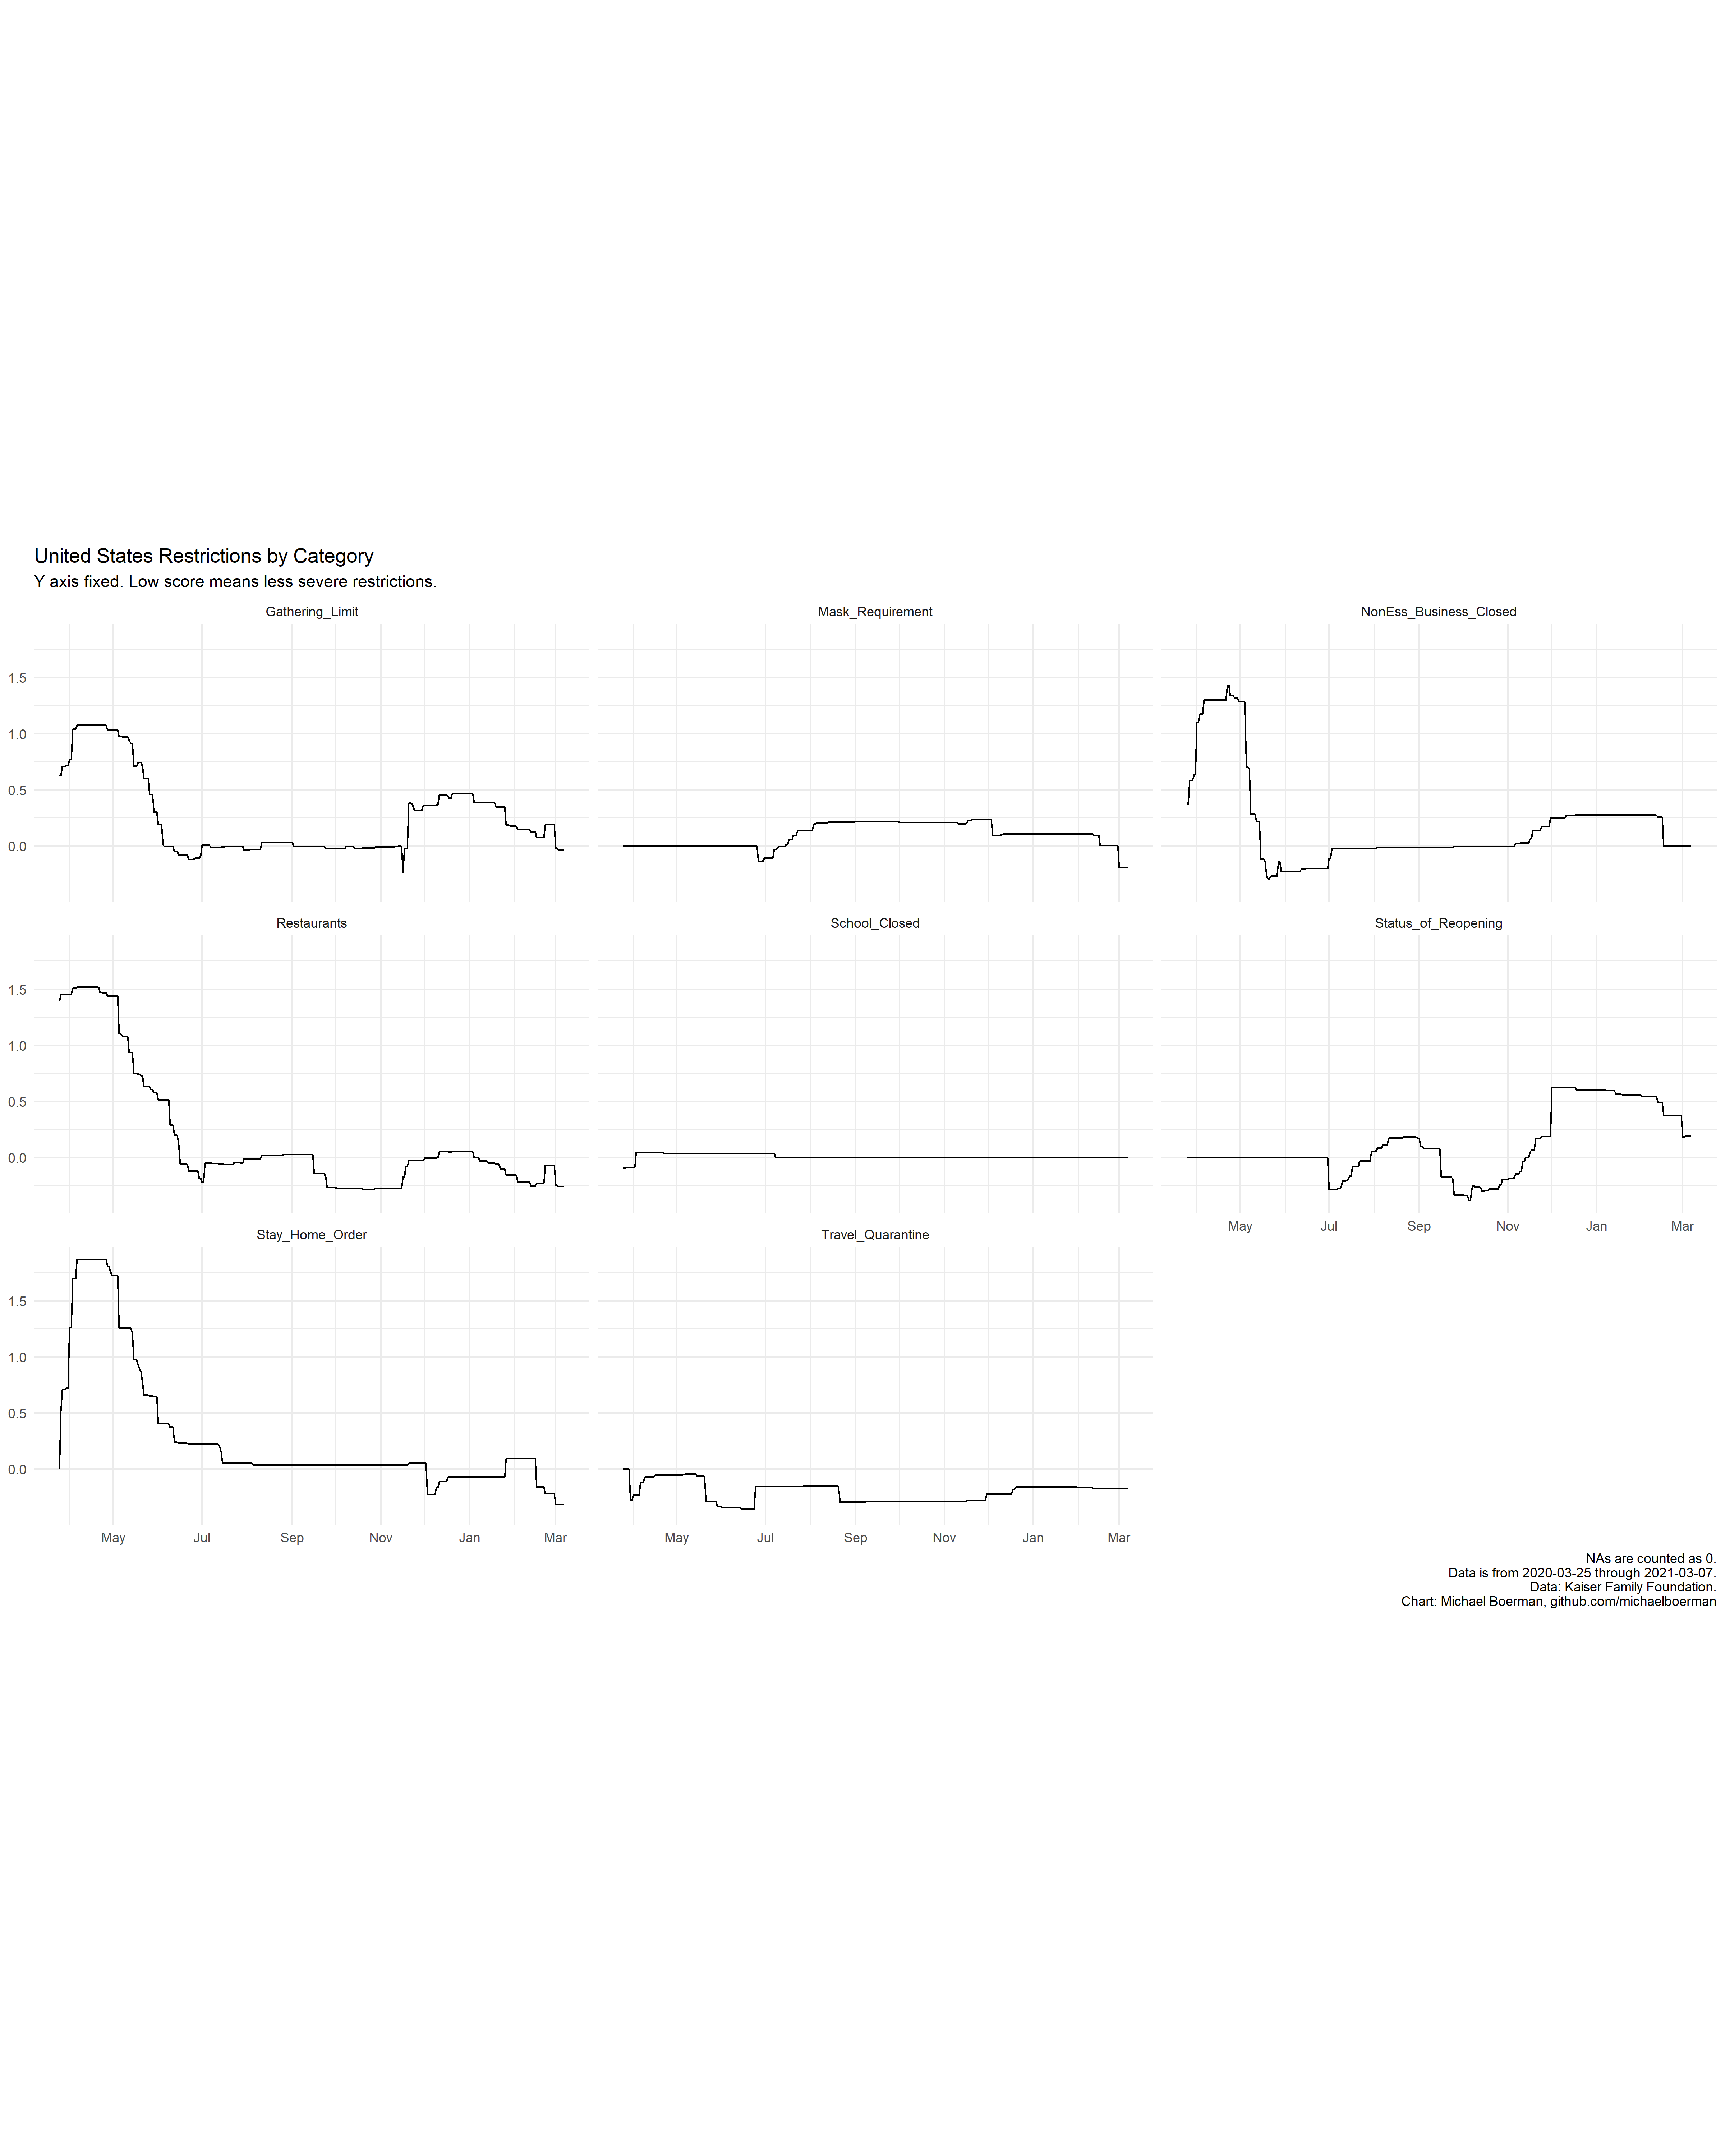 United States Restrictions by Category
Y axis fixed. Low score means less severe restrictions.
Gathering_Limit
Mask_Requirement
NonEss_Business_Closed
1.5
1.0
0.5
0.0
Restaurants
School_Closed
Status_of_Reopening
1.5
1.0
0.5
0.0
May Jul Sep Nov Jan Mar
Stay_Home_Order
Travel_Quarantine
1.5
1.0
0.5
0.0
May Jul Sep Nov Jan Mar
May Jul Sep Nov Jan Mar
NAs are counted as 0.
Data is from 2020-03-25 through 2021-03-07.
Data: Kaiser Family Foundation.
Chart: Michael Boerman, github.com/michaelboerman